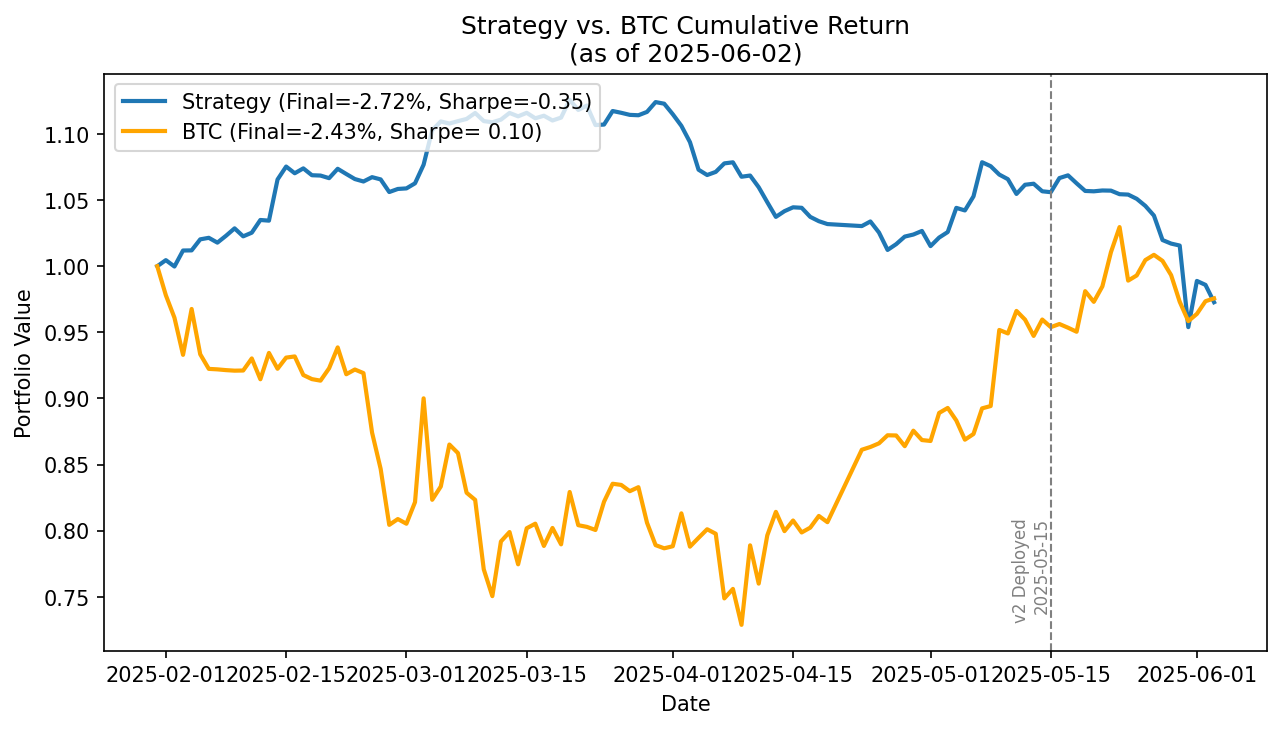 Strategy vs. BTC Cumulative Return
(as of 2025-06-02)
Strategy (Final=-2.72%, Sharpe=-0.35)
BTC (Final=-2.43%, Sharpe= 0.10)
Portfolio Value
1.10
1.05
1.00
0.95
0.90
0.85
0.80
0.75
v2 Deployed
2025-05-15
2025-02-01
2025-02-15
2025-03-01
2025-03-15
2025-04-01
2025-04-15
2025-05-01
2025-05-15
2025-06-01
Date